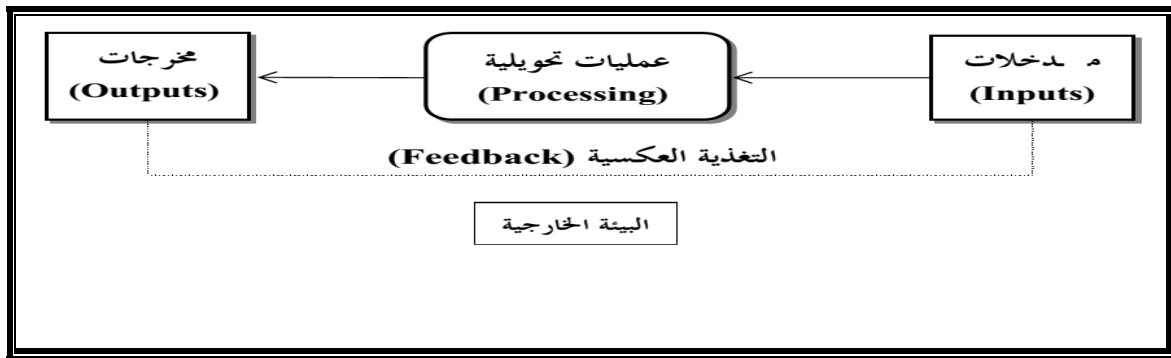 مدخلات
(Inputs)
عمليات تحويلية
(Processing)
مخرجات
(Outputs)
التغذية العكسية (Feedback)
البيئة الخارجية